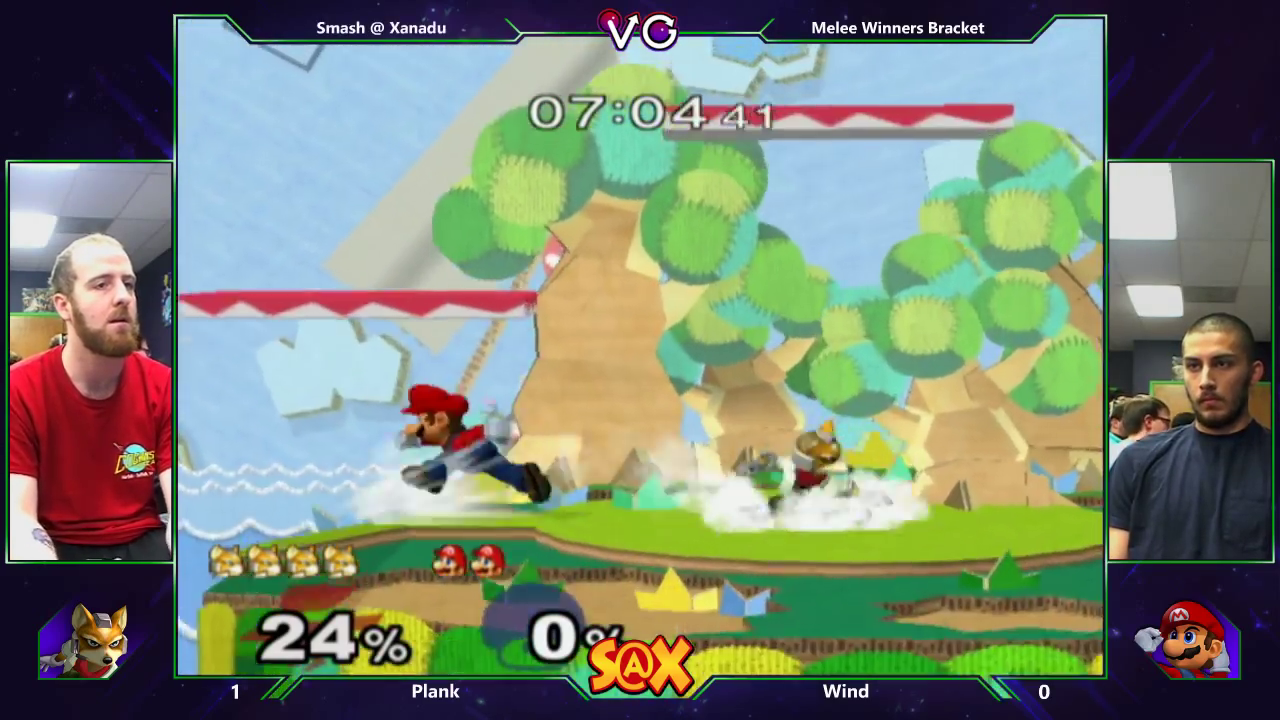 Smash @ Xanadu
VG
Melee Winners Bracket
07:04 41
24%
0%
S@X
1
Plank
Wind
0